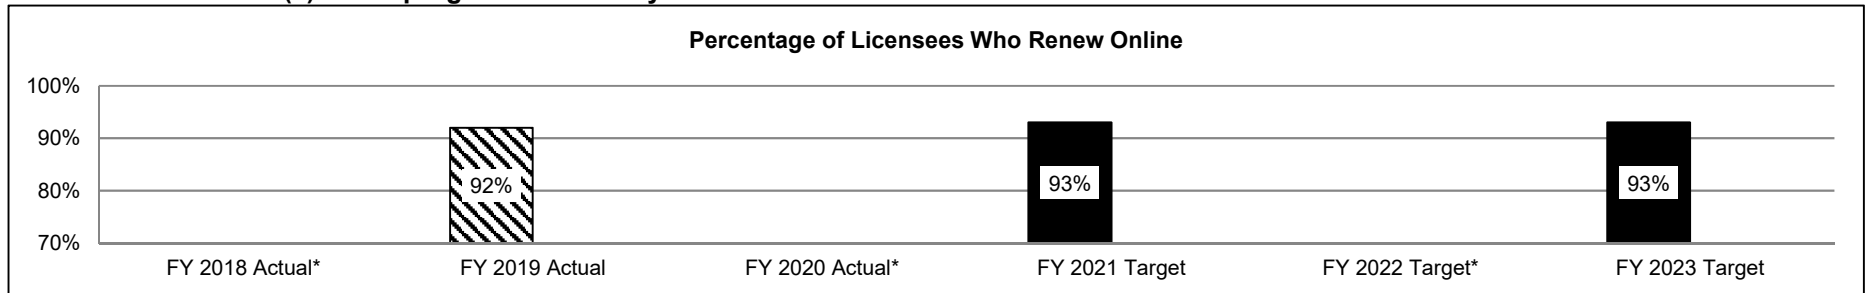 Percentage of Licensees Who Renew Online
100%
90%
80%
70%
92%
93%
93%
FY 2018 Actual*
FY 2019 Actual
FY 2020 Actual*
FY 2021 Target
FY 2022 Target*
FY 2023 Target